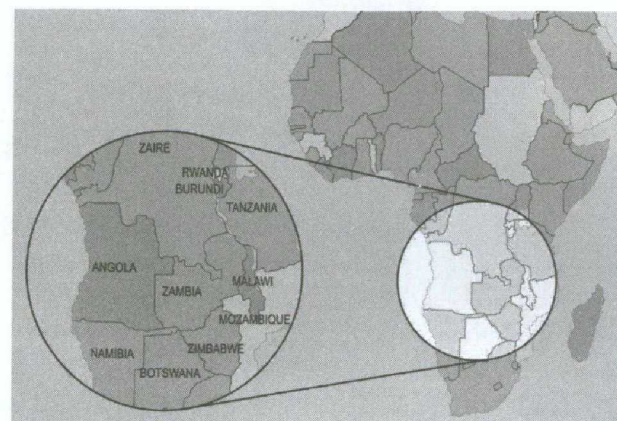 ZAIRE
RWANDA
BURUNDI
TANZANIA
ANGOLA
MALAWI
ZAMBIA
MOZAMBIQUE
NAMIBIA
ZIMBABWE
BOTSWANA